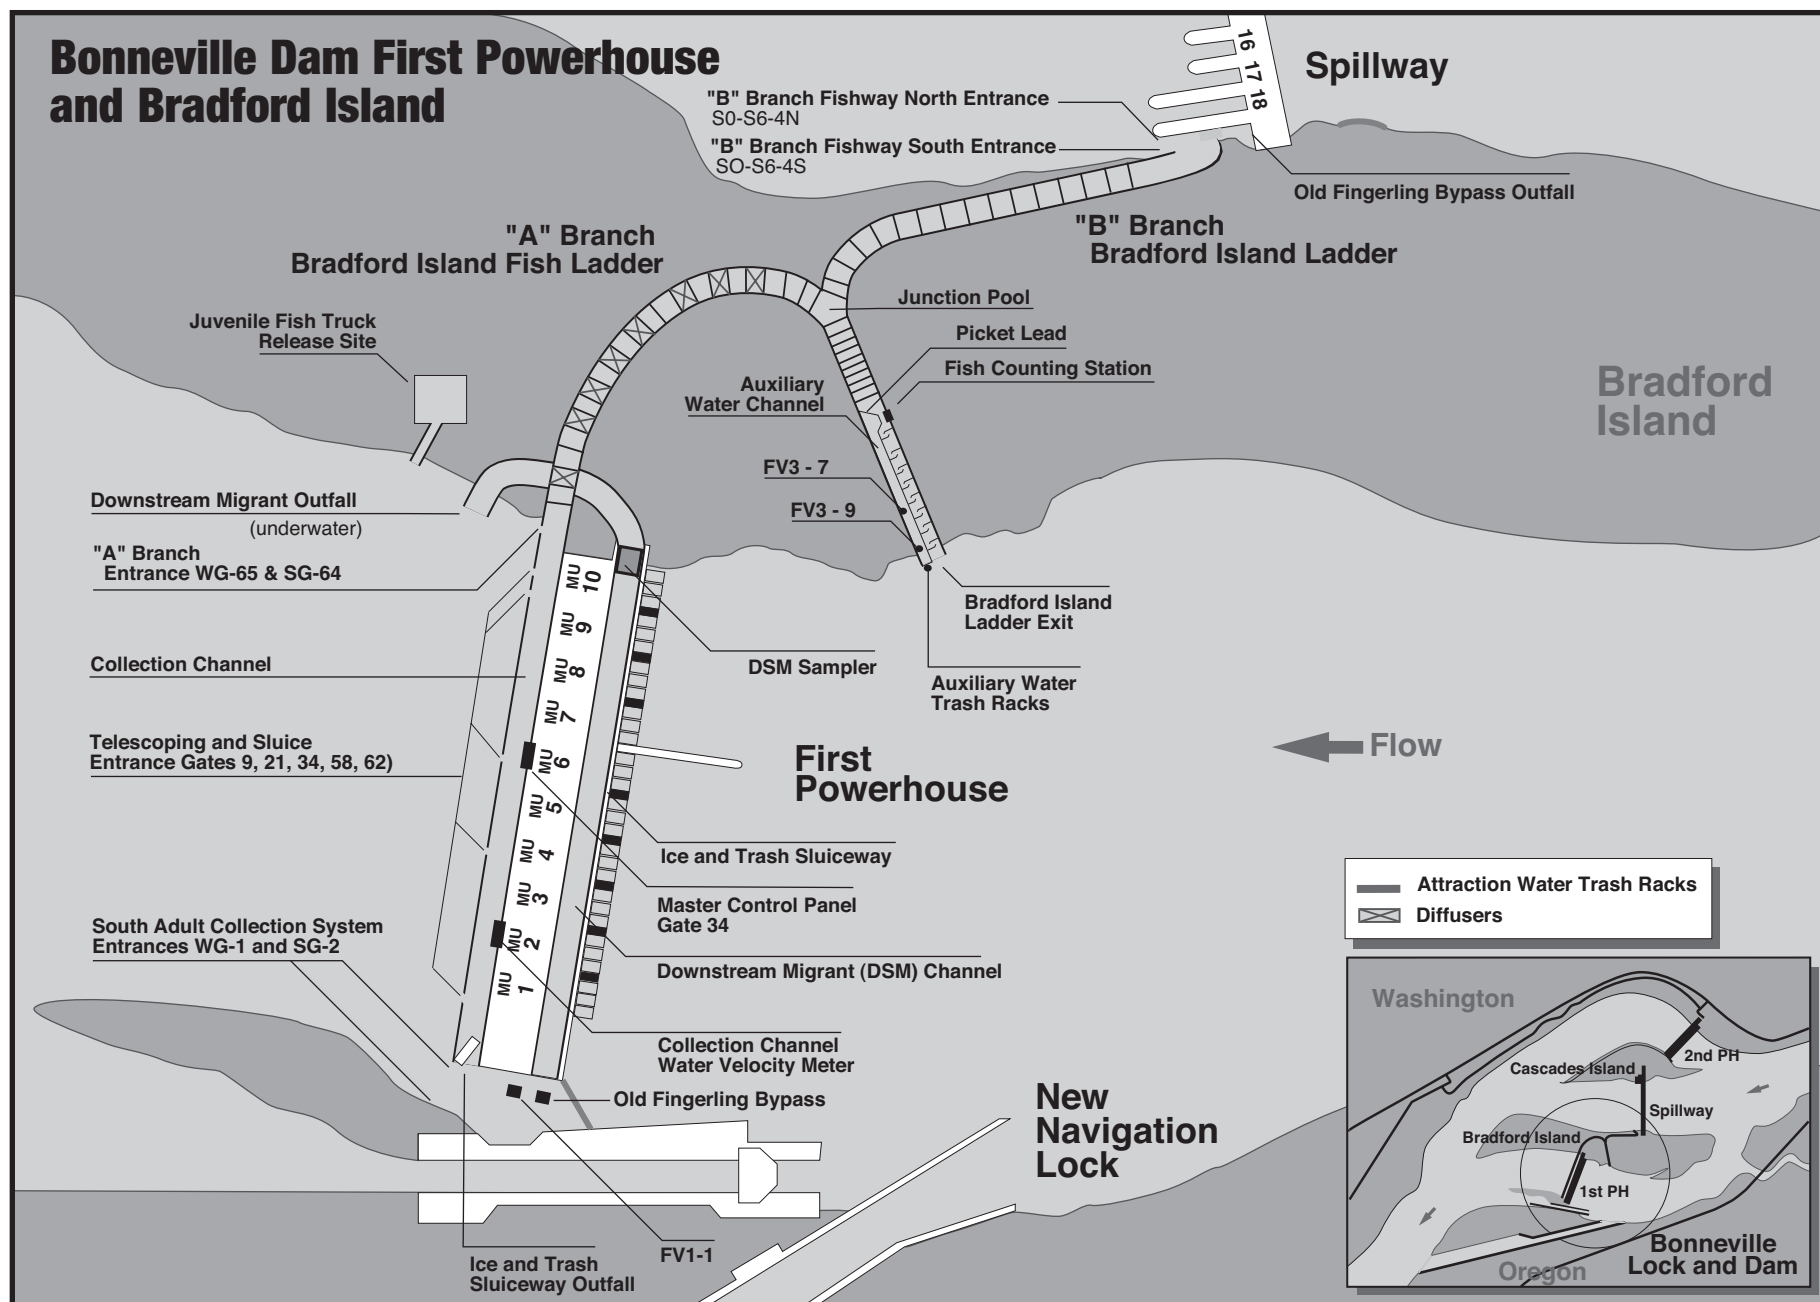 Bonneville Dam First Powerhouse
and Bradford Island
16
17
18
Spillway
"B" Branch Fishway North Entrance
S0-S6-4N
"B" Branch Fishway South Entrance
SO-S6-4S
Old Fingerling Bypass Outfall
"A" Branch
Bradford Island Fish Ladder
"B" Branch
Bradford Island Ladder
Junction Pool
Juvenile Fish Truck
Release Site
Picket Lead
Fish Counting Station
Auxiliary
Water Channel
Bradford
Island
FV3 - 7
FV3 - 9
Downstream Migrant Outfall
(underwater)
"A" Branch
Entrance WG-65 & SG-64
Bradford Island
Ladder Exit
Collection Channel
DSM Sampler
Auxiliary Water
Trash Racks
MU
10
MU
9
MU
8
MU
7
MU
6
MU
5
MU
4
MU
3
MU
2
MU
1
Telescoping and Sluice
Entrance Gates 9, 21, 34, 58, 62)
First
Powerhouse
Flow
Ice and Trash Sluiceway
Master Control Panel
Gate 34
Downstream Migrant (DSM) Channel
South Adult Collection System
Entrances WG-1 and SG-2
Collection Channel
Water Velocity Meter
Old Fingerling Bypass
New
Navigation
Lock
FV1-1
Ice and Trash
Sluiceway Outfall
Attraction Water Trash Racks
Diffusers
Washington
2nd PH
Cascades Island
Spillway
Bradford Island
1st PH
Bonneville
Lock and Dam
Oregon